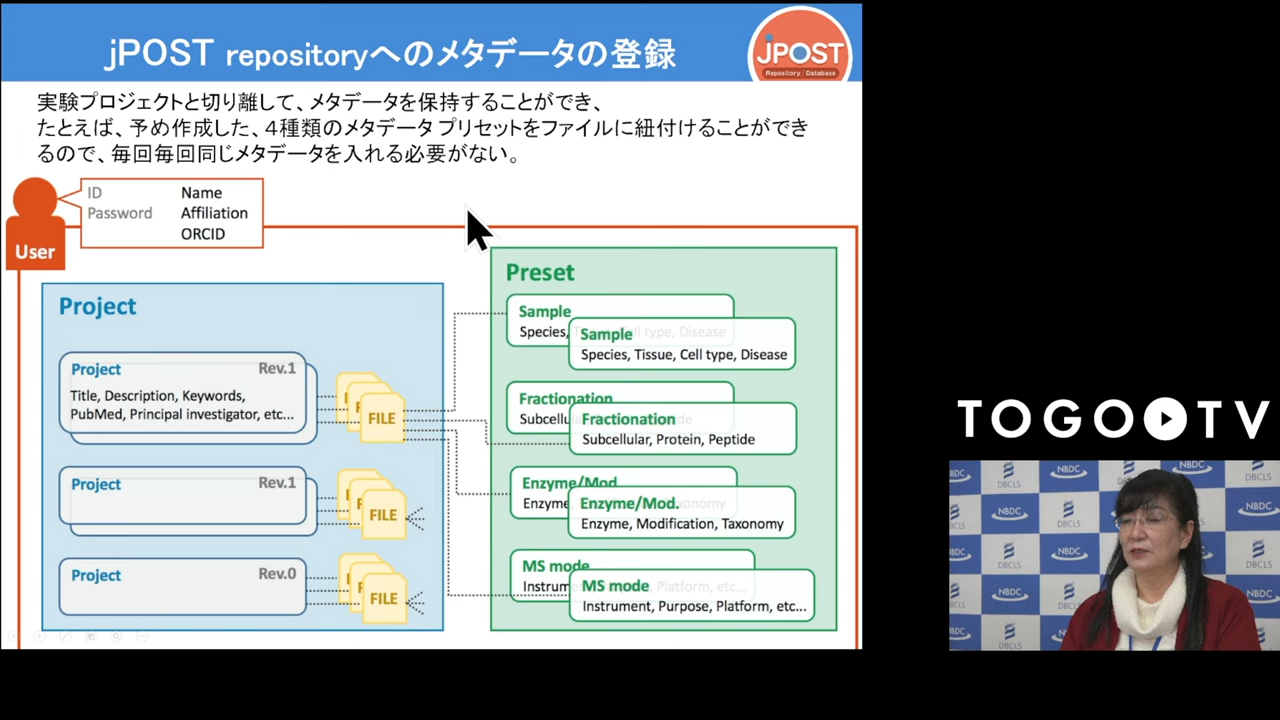 jPOST repositoryへのメタデータの登録
jPOST
Repository Database
実験プロジェクトと切り離して、メタデータを保持することができ、
たとえば、予め作成した、4種類のメタデータ プリセットをファイルに紐付けることができ
るので、毎回毎回同じメタデータを入れる必要がない。
ID Name
Password Affiliation
ORCID
User
Project
Project Rev.1
Title, Description, Keywords,
PubMed, Principal investigator, etc...
FILE
Project Rev.1
FILE
Project Rev.0
FILE
Preset
Sample
Species, Tissue, Cell type, Disease
Sample
Species, Tissue, Cell type, Disease
Fractionation
Fractionation
Subcellular, Protein, Peptide
Enzyme/Mod.
Enzyme/Mod.
Enzyme, Modification, Taxonomy
MS mode
MS mode
Instrument, Purpose, Platform, etc...
TOGO TV
NBDC
DBCLS